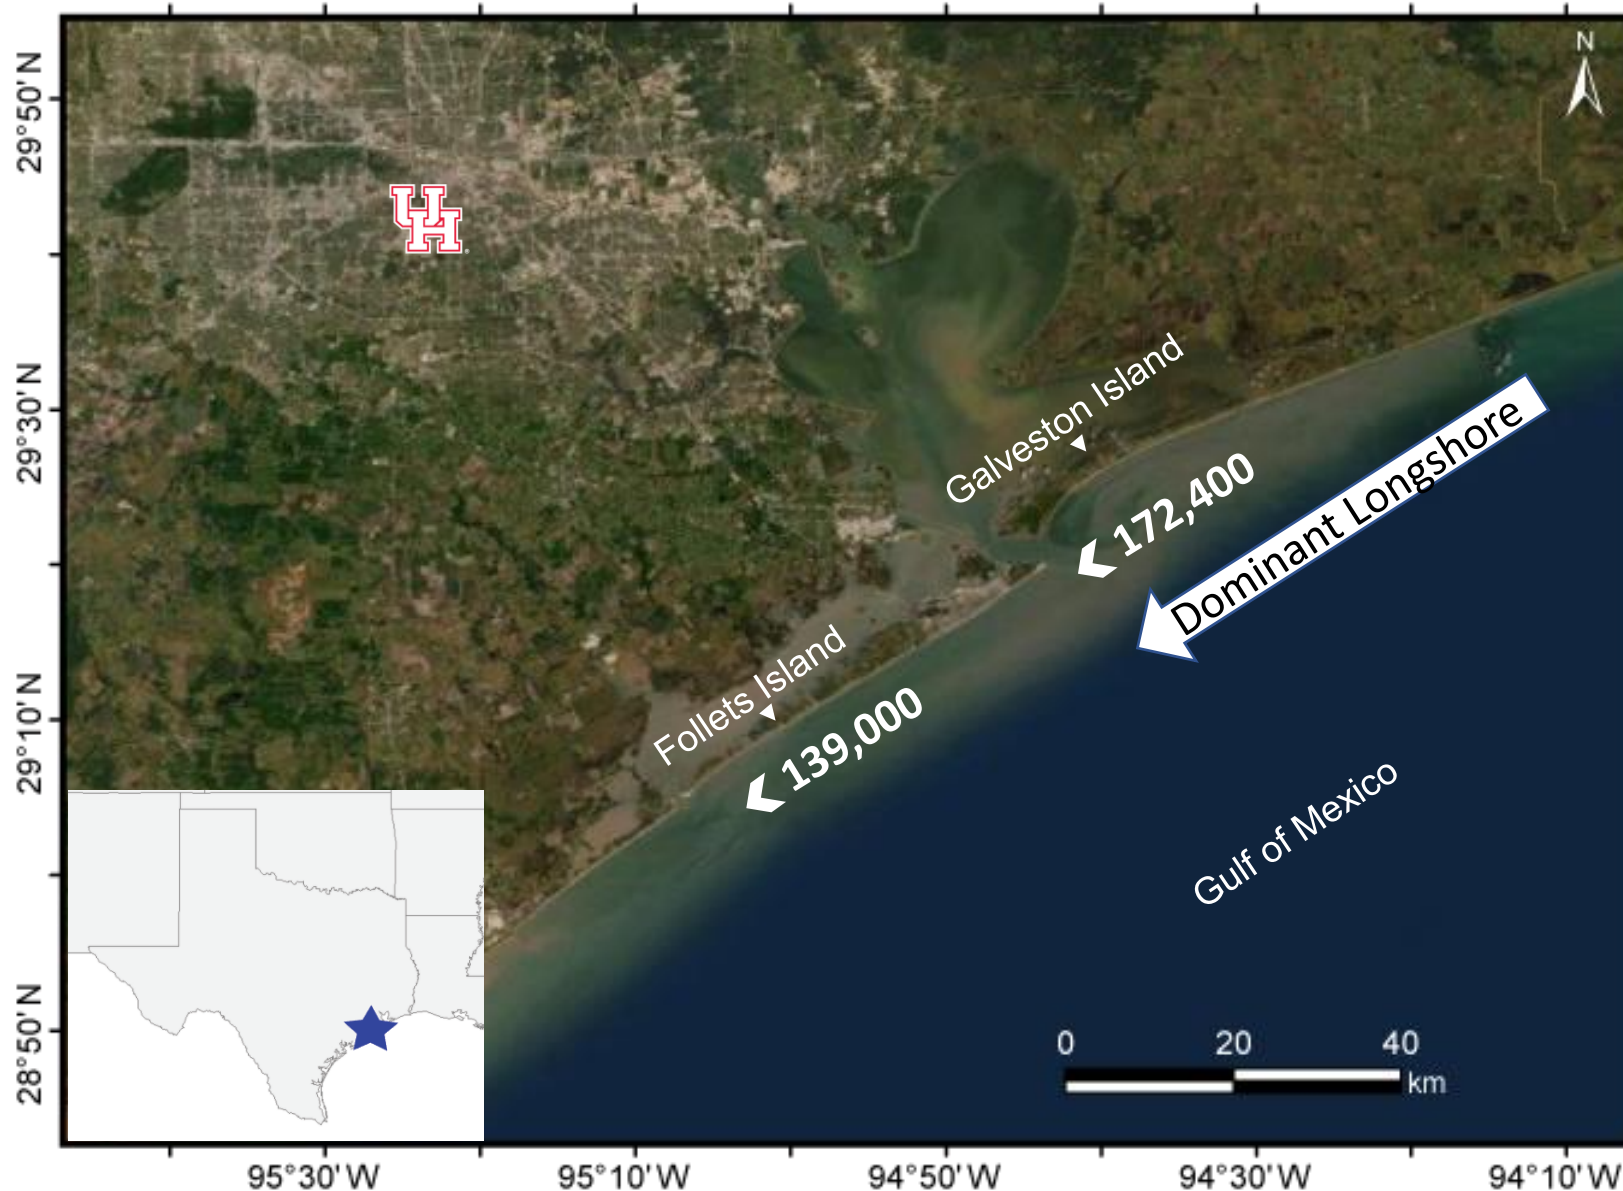 N
29°50'N
UH
29°30'N
Galveston Island
Dominant Longshore
172,400
29°10'N
Follets Island
139,000
Gulf of Mexico
28°50'N
0 20 40
km
95°30'W 95°10'W 94°50'W 94°30'W 94°10'W